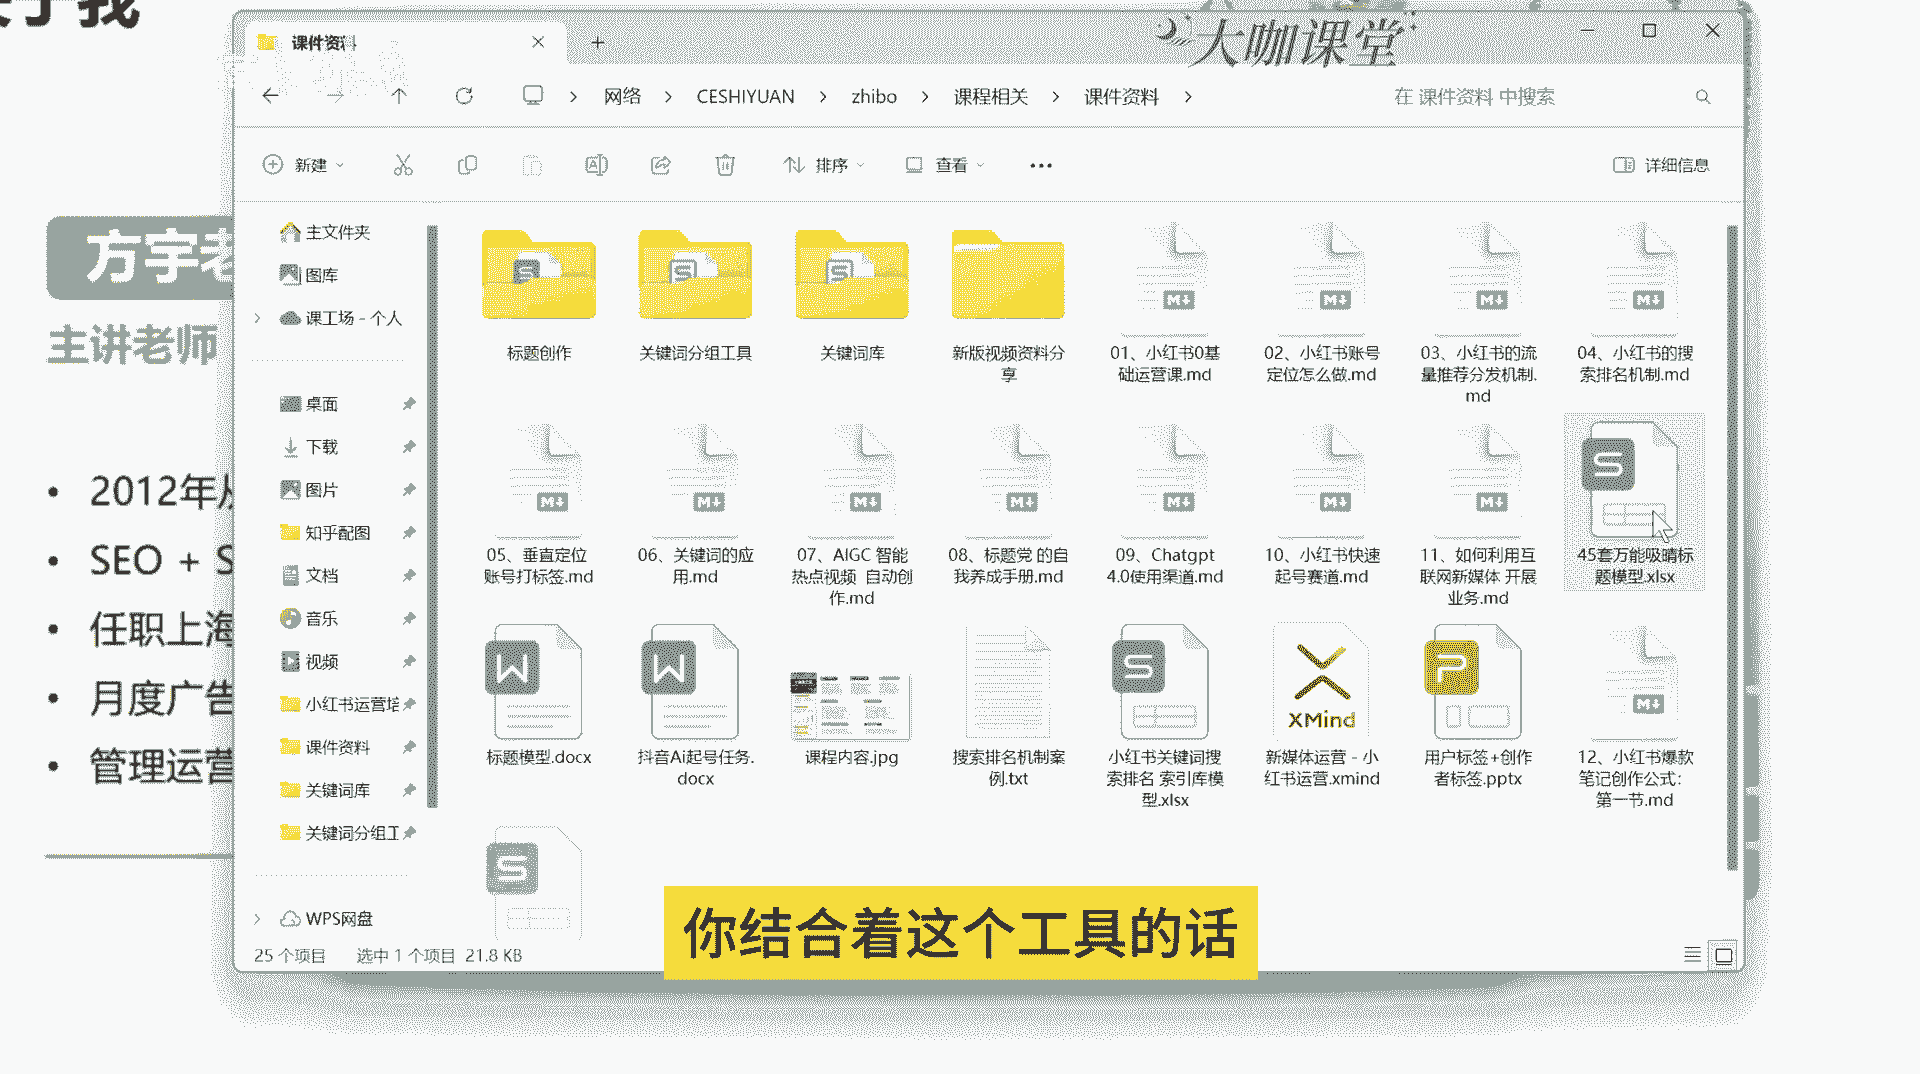 课件资料
大咖课堂
网络 CESHIYUAN zhibo 课程相关 课件资料
在 课件资料 中搜索
新建
排序
查看
详细信息
方宇老
主讲老师
2012年
SEO + S
任职上海
月度广告
管理运营
主文件夹
图库
课工场 - 个人
桌面
下载
图片
知乎配图
文档
音乐
视频
小红书运营培
课件资料
关键词库
关键词分组工
WPS网盘
标题创作
关键词分组工具
关键词库
新版视频资料分
享
01、小红书0基
础运营课.md
02、小红书账号
定位怎么做.md
03、小红书的流
量推荐分发机制.
md
04、小红书的搜
索排名机制.md
05、垂直定位
账号打标签.md
06、关键词的应
用.md
07、AIGC 智能
热点视频 自动创
作.md
08、标题党 的自
我养成手册.md
09、Chatgpt
4.0使用渠道.md
10、小红书快速
起号赛道.md
11、如何利用互
联网新媒体 开展
业务.md
45套万能吸睛标
题模型.xlsx
标题模型.docx
抖音Ai起号任务.
docx
课程内容.jpg
搜索排名机制案
例.txt
小红书关键词搜
索排名 索引库模
型.xlsx
XMind
新媒体运营 - 小
红书运营.xmind
用户标签+创作
者标签.pptx
12、小红书爆款
笔记创作公式：
第一节.md
25 个项目 选中 1 个项目 21.8 KB
你结合着这个工具的话